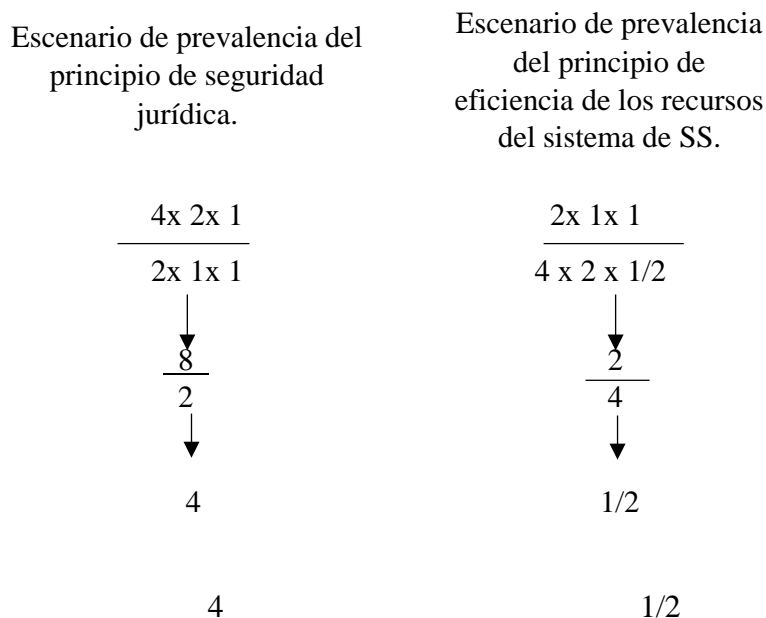 Escenario de prevalencia del
principio de seguridad
jurídica.
Escenario de prevalencia
del principio de
eficiencia de los recursos
del sistema de SS.
4x 2x 1
2x 1x 1
8
2
4
2x 1x 1
4 x 2 x 1/2
2
4
1/2
4
1/2